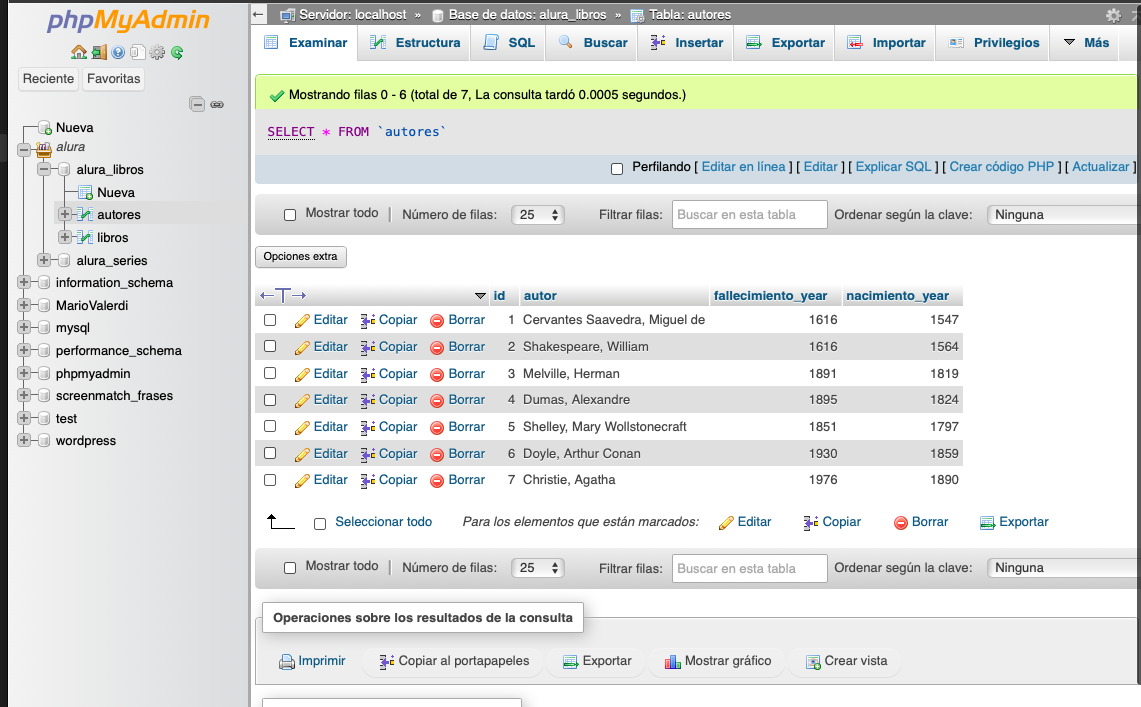 phpMyAdmin
Reciente Favoritas
Nueva
alura
alura_libros
Nueva
autores
libros
alura_series
information_schema
MarioValerdi
mysql
performance_schema
phpmyadmin
screenmatch_frases
test
wordpress
Servidor: localhost » Base de datos: alura_libros » Tabla: autores
Examinar Estructura SQL Buscar Insertar Exportar Importar Privilegios Más
Mostrando filas 0 - 6 (total de 7, La consulta tardó 0.0005 segundos.)
SELECT * FROM `autores`
Perfilando [ Editar en línea ] [ Editar ] [ Explicar SQL ] [ Crear código PHP ] [ Actualizar ]
Mostrar todo | Número de filas: 25 Filtrar filas: Buscar en esta tabla Ordenar según la clave: Ninguna
Opciones extra
←T→ id autor fallecimiento_year nacimiento_year
Editar Copiar Borrar 1 Cervantes Saavedra, Miguel de 1616 1547
Editar Copiar Borrar 2 Shakespeare, William 1616 1564
Editar Copiar Borrar 3 Melville, Herman 1891 1819
Editar Copiar Borrar 4 Dumas, Alexandre 1895 1824
Editar Copiar Borrar 5 Shelley, Mary Wollstonecraft 1851 1797
Editar Copiar Borrar 6 Doyle, Arthur Conan 1930 1859
Editar Copiar Borrar 7 Christie, Agatha 1976 1890
Seleccionar todo Para los elementos que están marcados: Editar Copiar Borrar Exportar
Mostrar todo | Número de filas: 25 Filtrar filas: Buscar en esta tabla Ordenar según la clave: Ninguna
Operaciones sobre los resultados de la consulta
Imprimir Copiar al portapapeles Exportar Mostrar gráfico Crear vista